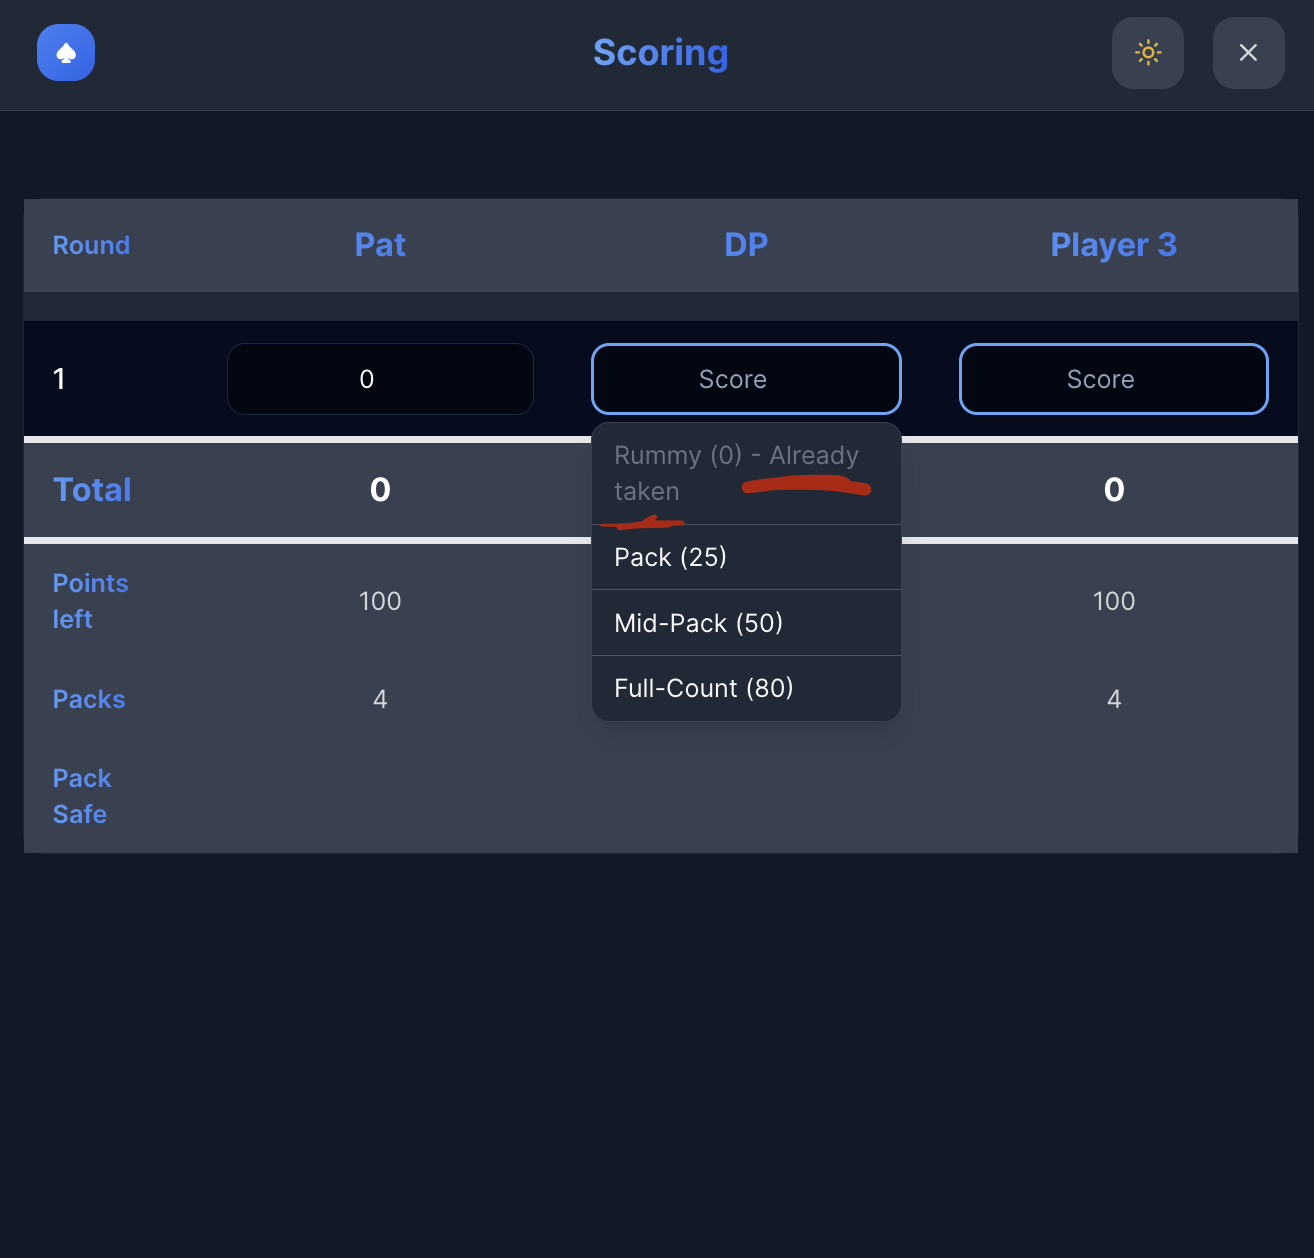 Scoring
Round Pat DP Player 3
1 0 Score Score
Rummy (0) - Already
taken
Total 0 0
Pack (25)
Points
left 100 100
Mid-Pack (50)
Packs 4 4
Full-Count (80)
Pack
Safe